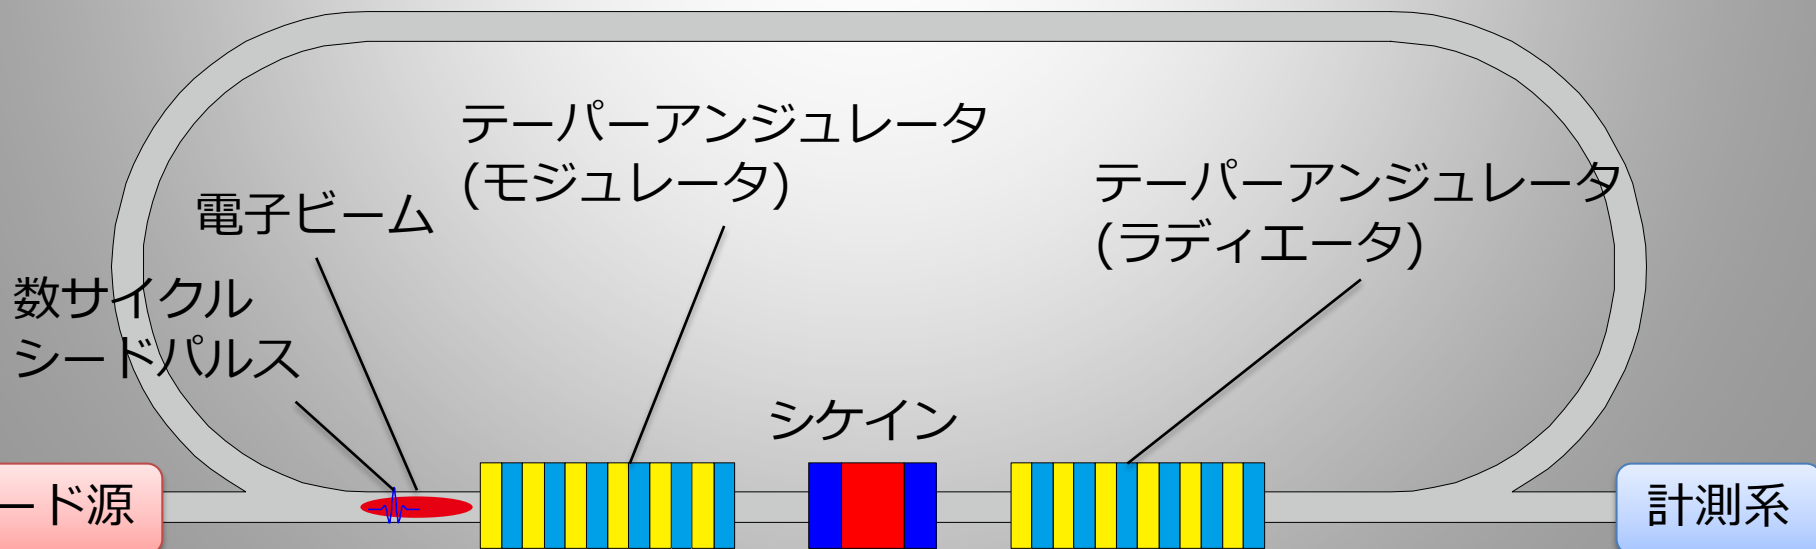 テーパーアンジュレータ
(モジュレータ)
テーパーアンジュレータ
(ラディエータ)
電子ビーム
数サイクル
シードパルス
シケイン
ード源
計測系